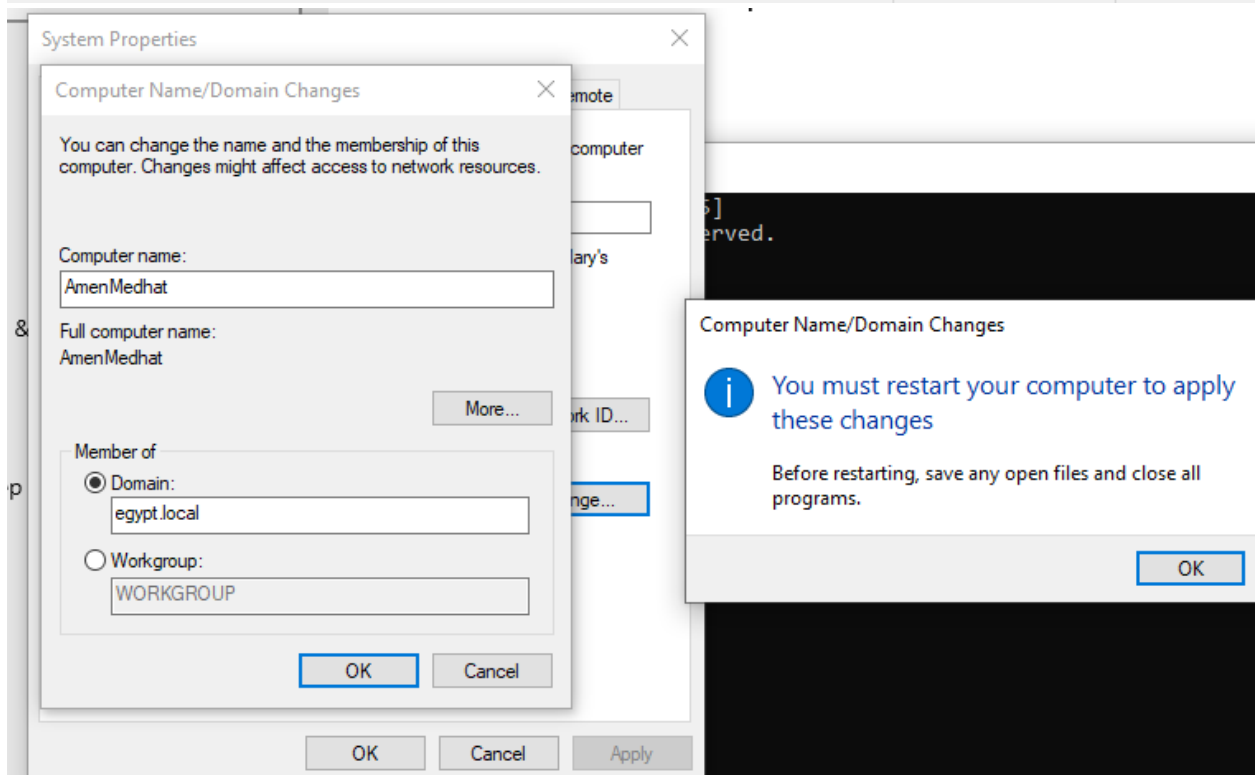 System Properties
Computer Name/Domain Changes
emote
You can change the name and the membership of this
computer. Changes might affect access to network resources.
computer
Computer name:
AmenMedhat
Full computer name:
AmenMedhat
More...
Member of
Domain:
egypt.local
Workgroup:
WORKGROUP
OK
Cancel
ary's
rk ID...
nge...
OK
Cancel
Apply
&
ep
]
erved.
Computer Name/Domain Changes
You must restart your computer to apply
these changes
Before restarting, save any open files and close all
programs.
OK